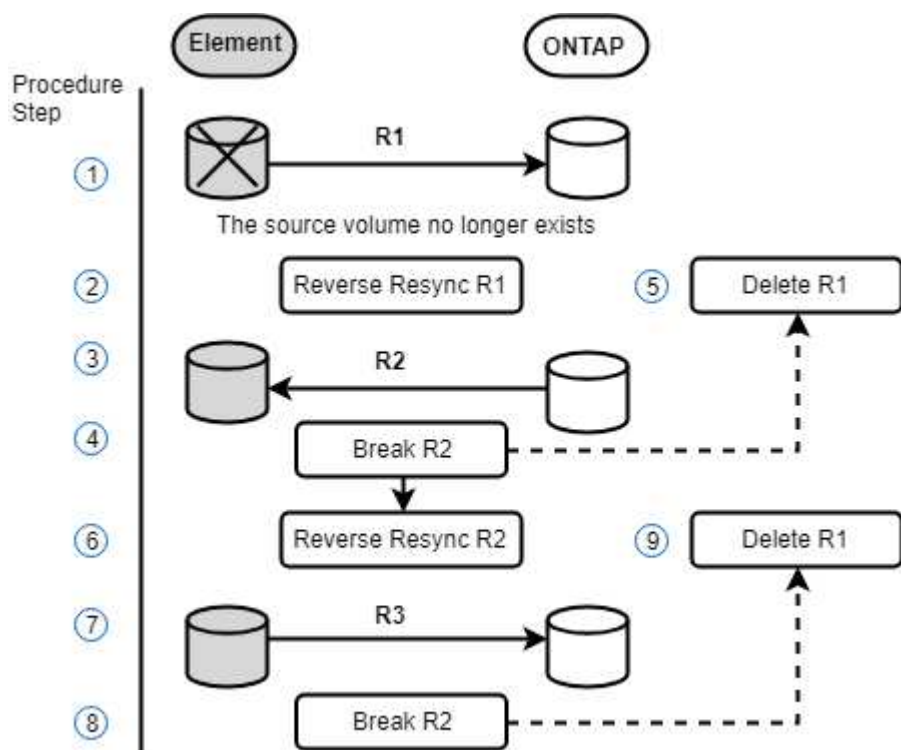 Element
ONTAP
Procedure
Step
R1
1
The source volume no longer exists
2
Reverse Resync R1
5
Delete R1
3
R2
4
Break R2
6
Reverse Resync R2
9
Delete R1
7
R3
8
Break R2